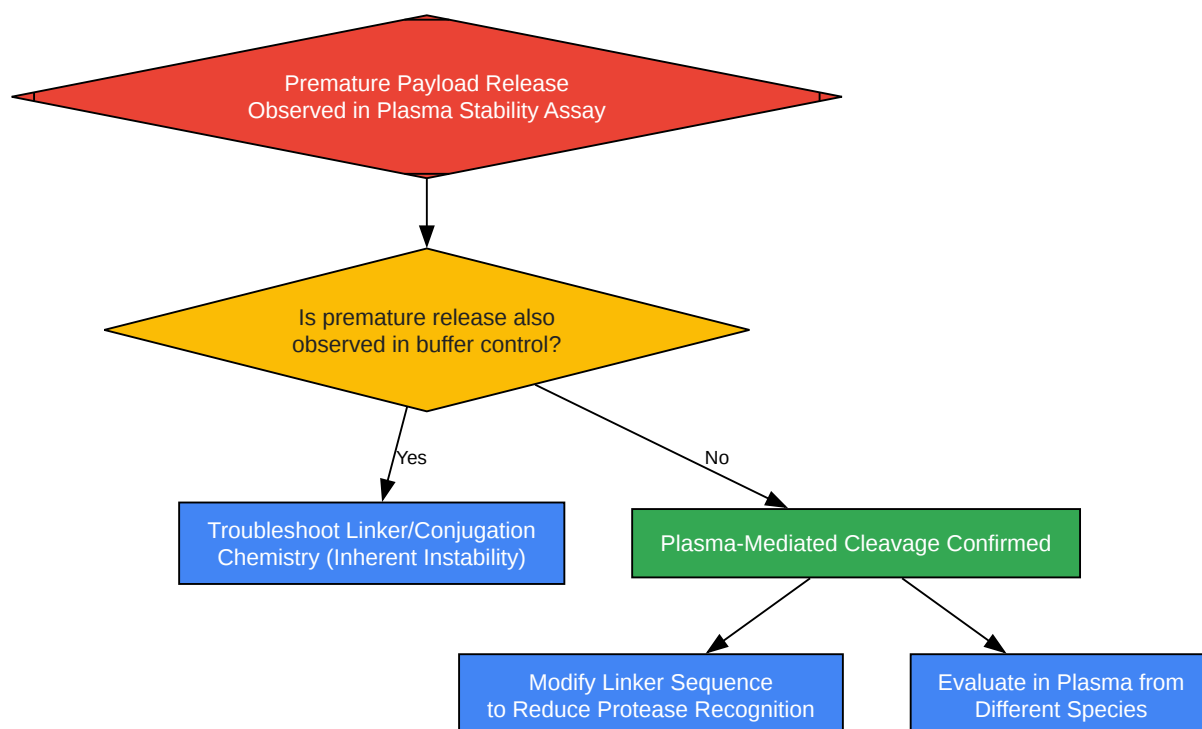 Premature Payload Release
Observed in Plasma Stability Assay
Is premature release also
observed in buffer control?
Yes
No
Troubleshoot Linker/Conjugation
Chemistry (Inherent Instability)
Plasma-Mediated Cleavage Confirmed
Modify Linker Sequence
to Reduce Protease Recognition
Evaluate in Plasma from
Different Species